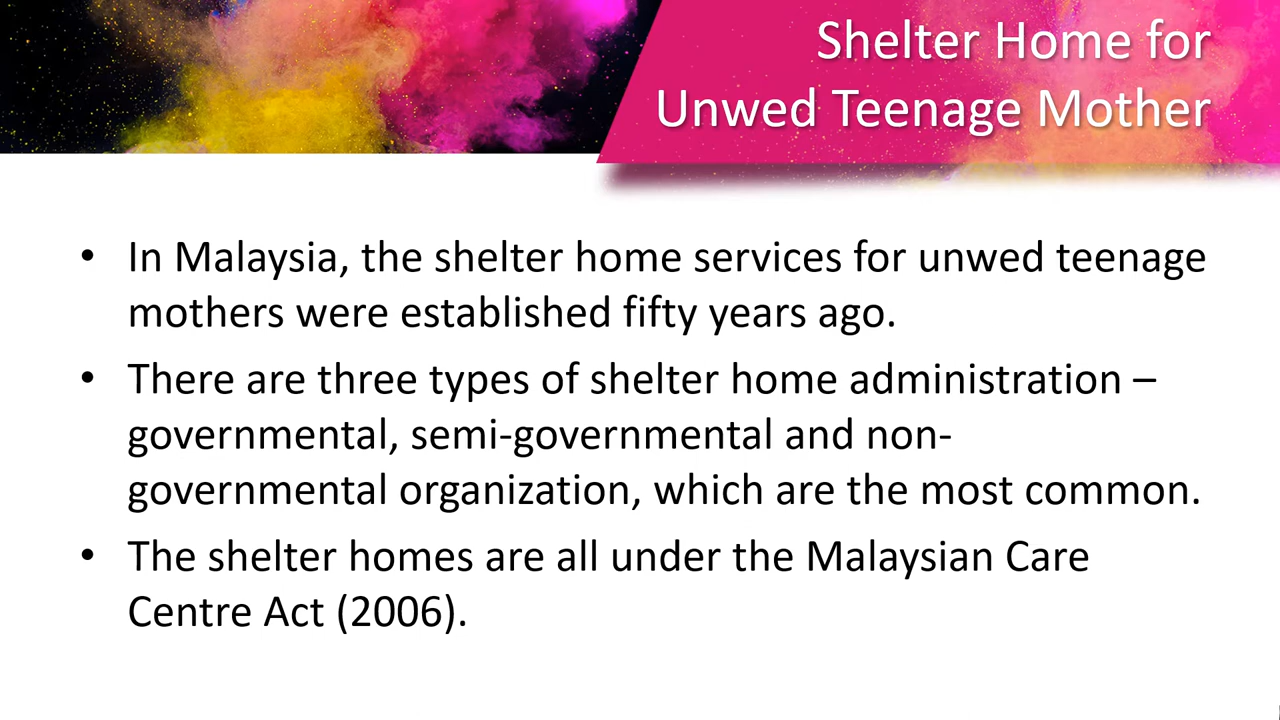 Shelter Home for
Unwed Teenage Mother
• In Malaysia, the shelter home services for unwed teenage
mothers were established fifty years ago.
• There are three types of shelter home administration –
governmental, semi-governmental and non-
governmental organization, which are the most common.
• The shelter homes are all under the Malaysian Care
Centre Act (2006).